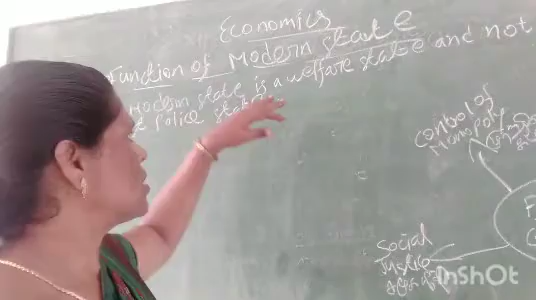 Economics
Function of Modern state
Modern state is a welfare state and not
a Police state
Control of
Monopoly
Social
Justice
InShOt